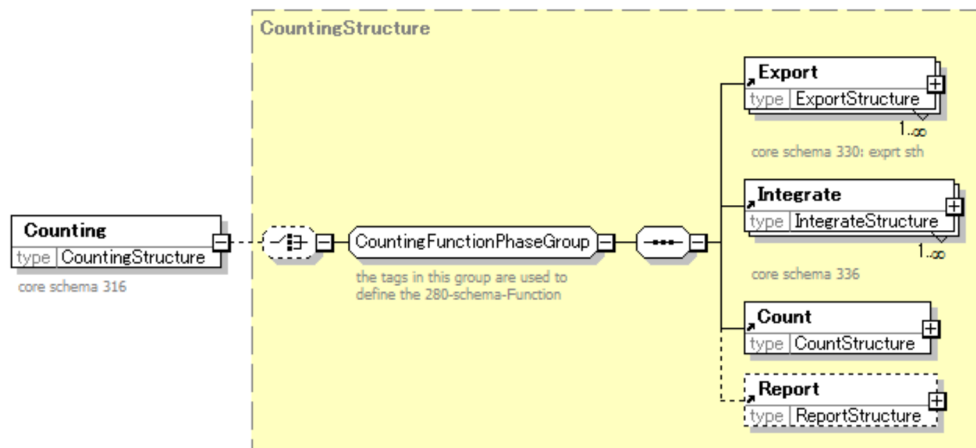 CountingStructure
Export
type ExportStructure
1..∞
core schema 330: exprt sth
Integrate
type IntegrateStructure
1..∞
core schema 336
Counting
type CountingStructure
core schema 316
CountingFunctionPhaseGroup
the tags in this group are used to
define the 280-schema-Function
Count
type CountStructure
Report
type ReportStructure